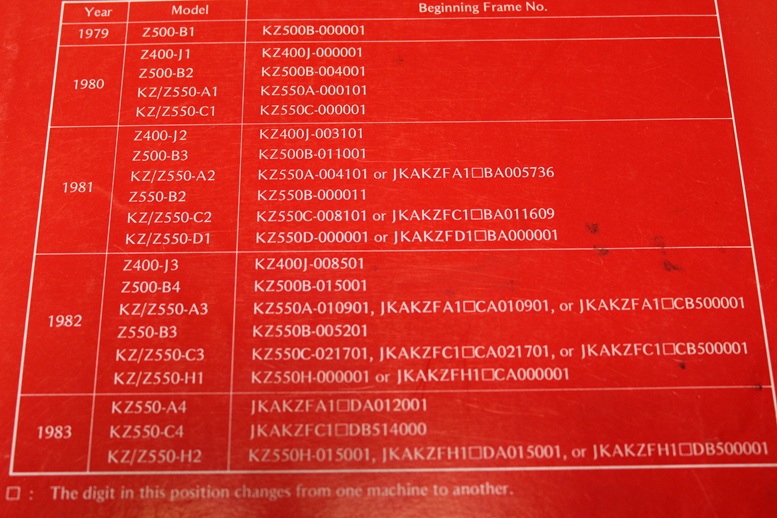 Year Model Beginning Frame No.
1979 Z500-B1 KZ500B-000001
1980 Z400-J1 KZ400J-000001
Z500-B2 KZ500B-004001
KZ/Z550-A1 KZ550A-000101
KZ/Z550-C1 KZ550C-000001
1981 Z400-J2 KZ400J-003101
Z500-B3 KZ500B-011001
KZ/Z550-A2 KZ550A-004101 or JKAKZFA1□BA005736
Z550-B2 KZ550B-000011
KZ/Z550-C2 KZ550C-008101 or JKAKZFC1□BA011609
KZ/Z550-D1 KZ550D-000001 or JKAKZFD1□BA000001
1982 Z400-J3 KZ400J-008501
Z500-B4 KZ500B-015001
KZ/Z550-A3 KZ550A-010901, JKAKZFA1□CA010901, or JKAKZFA1□CB500001
Z550-B3 KZ550B-005201
KZ/Z550-C3 KZ550C-021701, JKAKZFC1□CA021701, or JKAKZFC1□CB500001
KZ/Z550-H1 KZ550H-000001 or JKAKZFH1□CA000001
1983 KZ550-A4 JKAKZFA1□DA012001
KZ550-C4 JKAKZFC1□DB514000
KZ/Z550-H2 KZ550H-015001, JKAKZFH1□DA015001, or JKAKZFH1□DB500001
□ : The digit in this position changes from one machine to another.